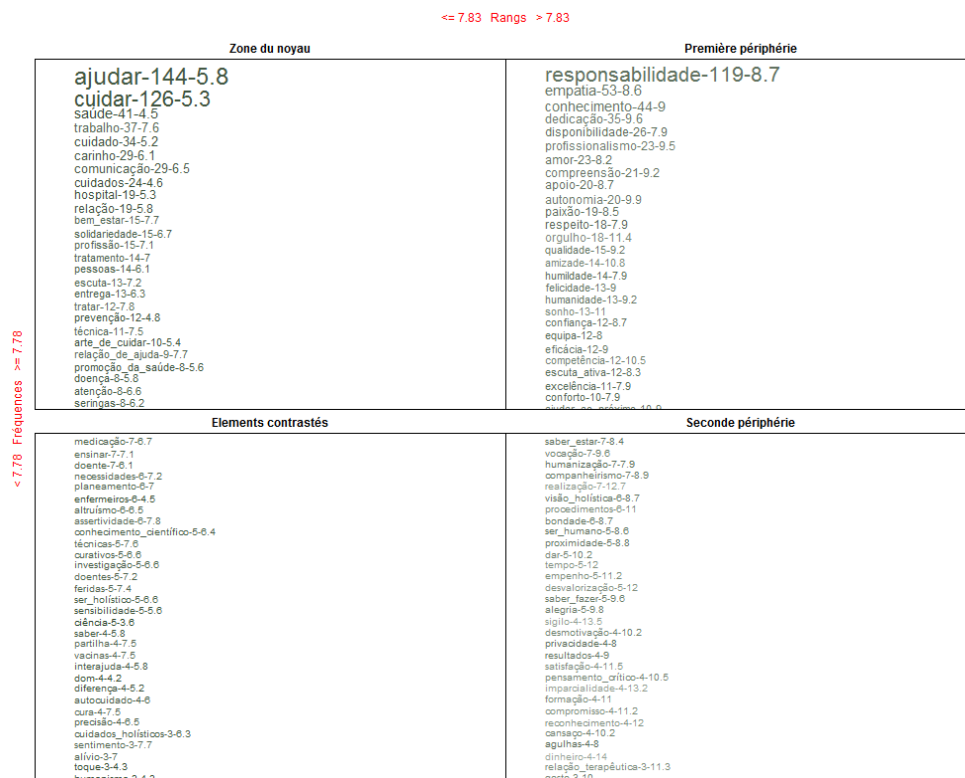 <= 7.83 Rangs > 7.83
Zone du noyau
ajudar-144-5.8
cuidar-126-5.3
saúde-41-4.5
trabalho-37-7.6
cuidado-34-5.2
carinho-29-6.1
comunicação-29-6.5
cuidados-24-4.6
hospital-19-5.3
relação-19-5.8
bem_estar-15-7.7
solidariedade-15-6.7
profissão-15-7.1
tratamento-14-7
pessoas-14-6.1
escuta-13-7.2
entrega-13-6.3
tratar-12-7.8
prevenção-12-4.8
técnica-11-7.5
arte_de_cuidar-10-5.4
relação_de_ajuda-9-7.7
promoção_da_saúde-8-5.6
doença-8-5.8
atenção-8-6.6
seringas-8-6.2
Première périphérie
responsabilidade-119-8.7
empatia-53-8.6
conhecimento-44-9
dedicação-35-9.6
disponibilidade-26-7.9
profissionalismo-23-9.5
amor-23-8.2
compreensão-21-9.2
apoio-20-8.7
autonomia-20-9.9
paixão-19-8.5
respeito-18-7.9
orgulho-18-11.4
qualidade-15-9.2
amizade-14-10.8
humildade-14-7.9
felicidade-13-9
humanidade-13-9.2
sonho-13-11
confiança-12-8.7
equipa-12-8
eficácia-12-9
competência-12-10.5
escuta_ativa-12-8.3
excelência-11-7.9
conforto-10-7.9
< 7.78 Fréquences >= 7.78
Elements contrastés
medicação-7-6.7
ensinar-7-7.1
doente-7-6.1
necessidades-6-7.2
planeamento-6-7
enfermeiros-6-4.5
altruísmo-6-6.5
assertividade-6-7.8
conhecimento_científico-5-6.4
técnicas-5-7.6
curativos-5-6.6
investigação-5-6.6
doentes-5-7.2
feridas-5-7.4
ser_holístico-5-6.6
sensibilidade-5-5.6
ciência-5-3.6
saber-4-5.8
partilha-4-7.5
vacinas-4-7.5
interajuda-4-5.8
dom-4-4.2
diferença-4-5.2
autocuidado-4-6
cura-4-7.5
precisão-4-6.5
cuidados_holísticos-3-6.3
sentimento-3-7.7
alívio-3-7
toque-3-4.3
Seconde périphérie
saber_estar-7-8.4
vocação-7-9.6
humanização-7-7.9
companheirismo-7-8.9
realização-7-12.7
visão_holística-6-8.7
procedimentos-6-11
bondade-6-8.7
ser_humano-5-8.6
proximidade-5-8.8
dar-5-10.2
tempo-5-12
empenho-5-11.2
desvalorização-5-12
saber_fazer-5-9.6
alegria-5-9.8
sigilo-4-13.5
desmotivação-4-10.2
privacidade-4-8
resultados-4-9
satisfação-4-11.5
pensamento_crítico-4-10.5
imparcialidade-4-13.2
formação-4-11
compromisso-4-11.2
reconhecimento-4-12
cansaço-4-10.2
agulhas-4-8
dinheiro-4-14
relação_terapêutica-3-11.3